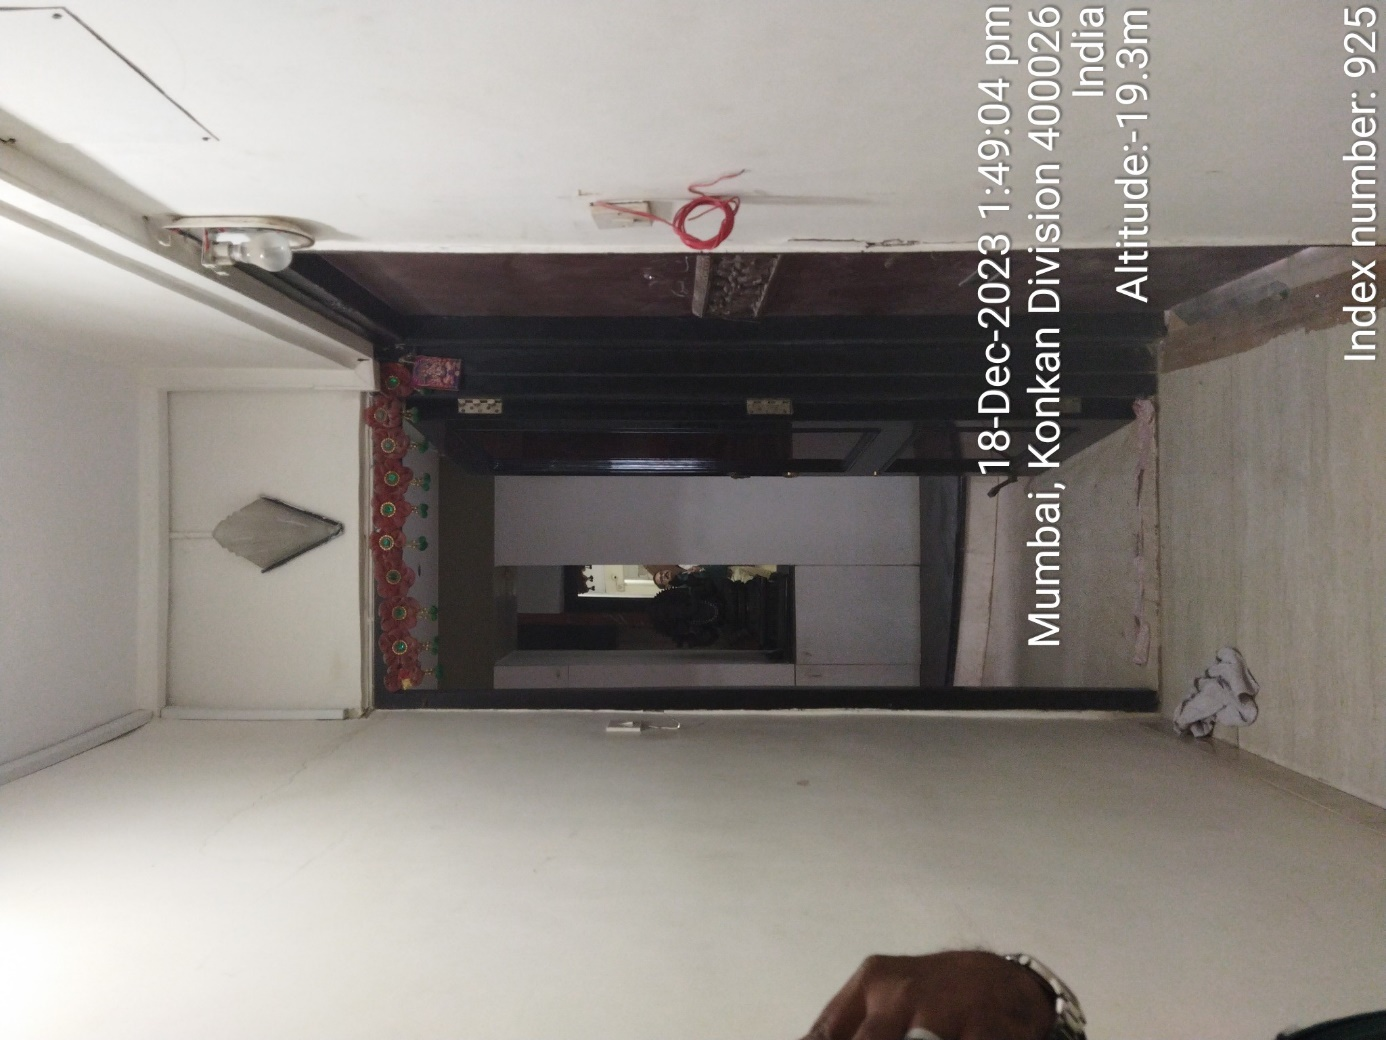 18-Dec-2023 1:49:04 pm
Mumbai, Konkan Division 400026
India
Altitude:-19.3m
Index number: 925